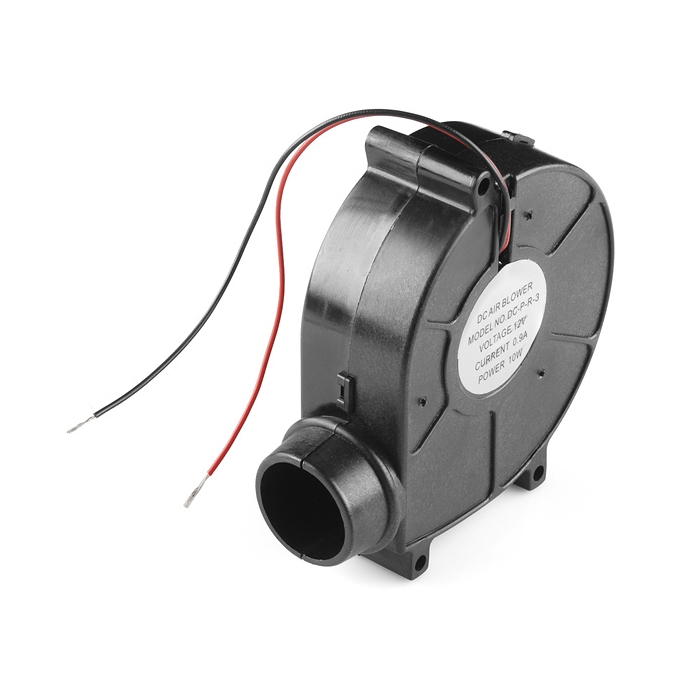 DC AIR BLOWER
MODEL NO. DC-P-R-3
VOLTAGE. 12V
CURRENT 0.9A
POWER 10W